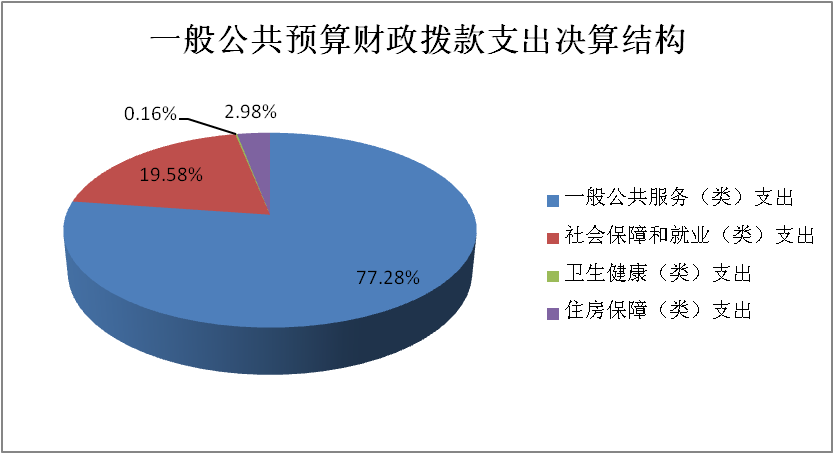 一般公共预算财政拨款支出决算结构
0.16%
2.98%
19.58%
77.28%
一般公共服务（类）支出
社会保障和就业（类）支出
卫生健康（类）支出
住房保障（类）支出